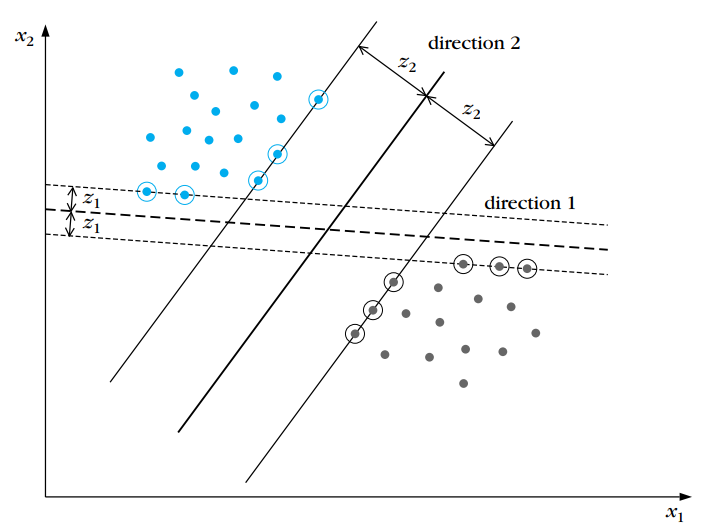 x2
direction 2
z2
z2
direction 1
z1
z1
x1